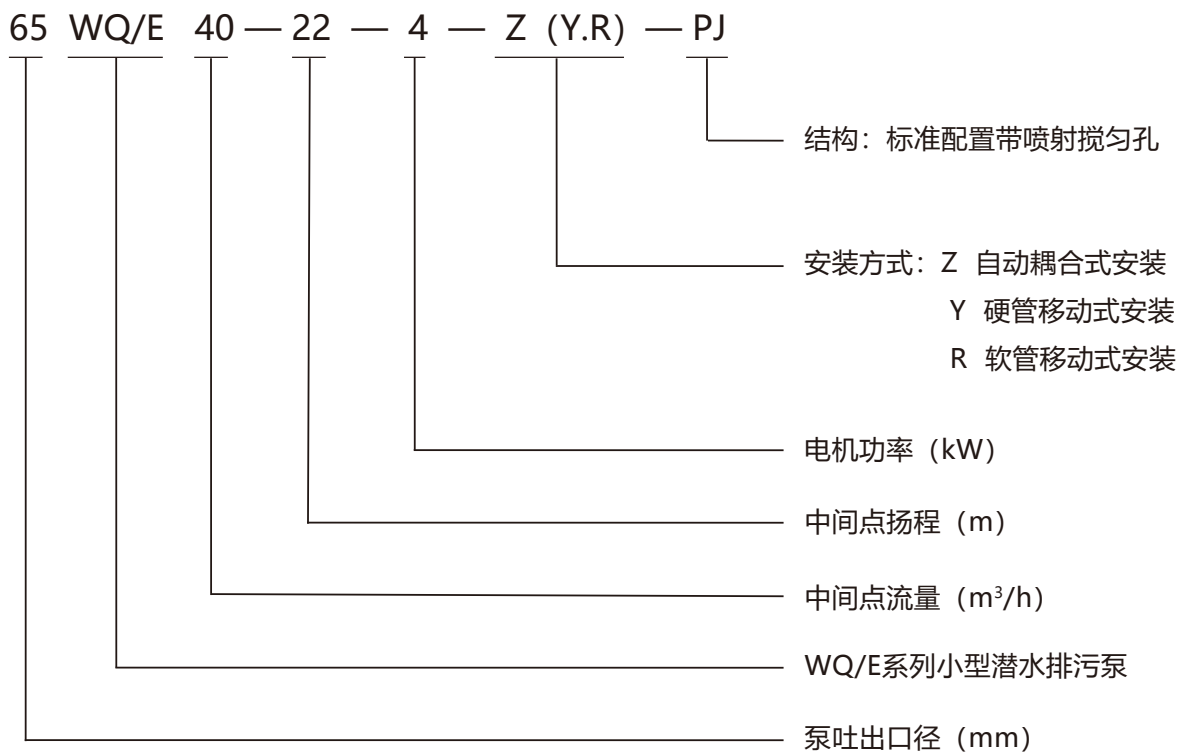 65 WQ/E 40 — 22 — 4 — Z (Y.R) — PJ
结构：标准配置带喷射搅匀孔
安装方式：Z 自动耦合式安装
Y 硬管移动式安装
R 软管移动式安装
电机功率（kW）
中间点扬程（m）
中间点流量（m³/h）
WQ/E系列小型潜水排污泵
泵吐出口径（mm）